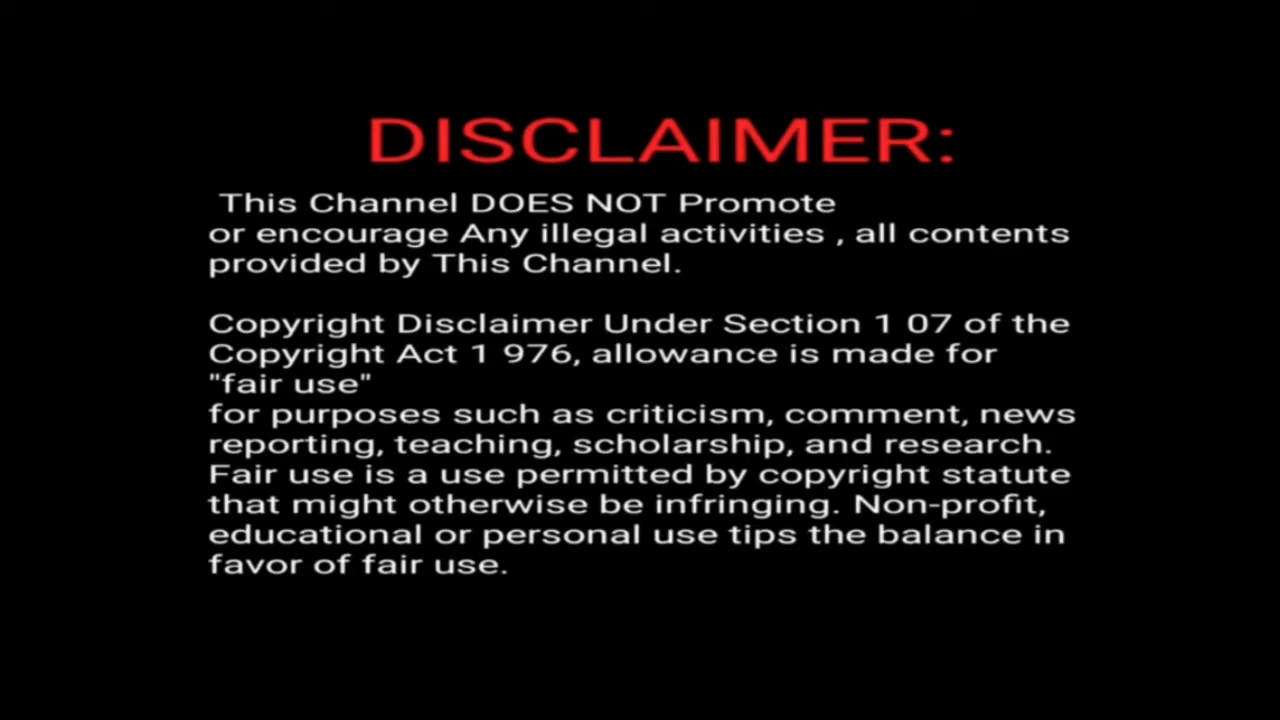 DISCLAIMER:
This Channel DOES NOT Promote
or encourage Any illegal activities , all contents
provided by This Channel.
Copyright Disclaimer Under Section 1 07 of the
Copyright Act 1 976, allowance is made for
"fair use"
for purposes such as criticism, comment, news
reporting, teaching, scholarship, and research.
Fair use is a use permitted by copyright statute
that might otherwise be infringing. Non-profit,
educational or personal use tips the balance in
favor of fair use.